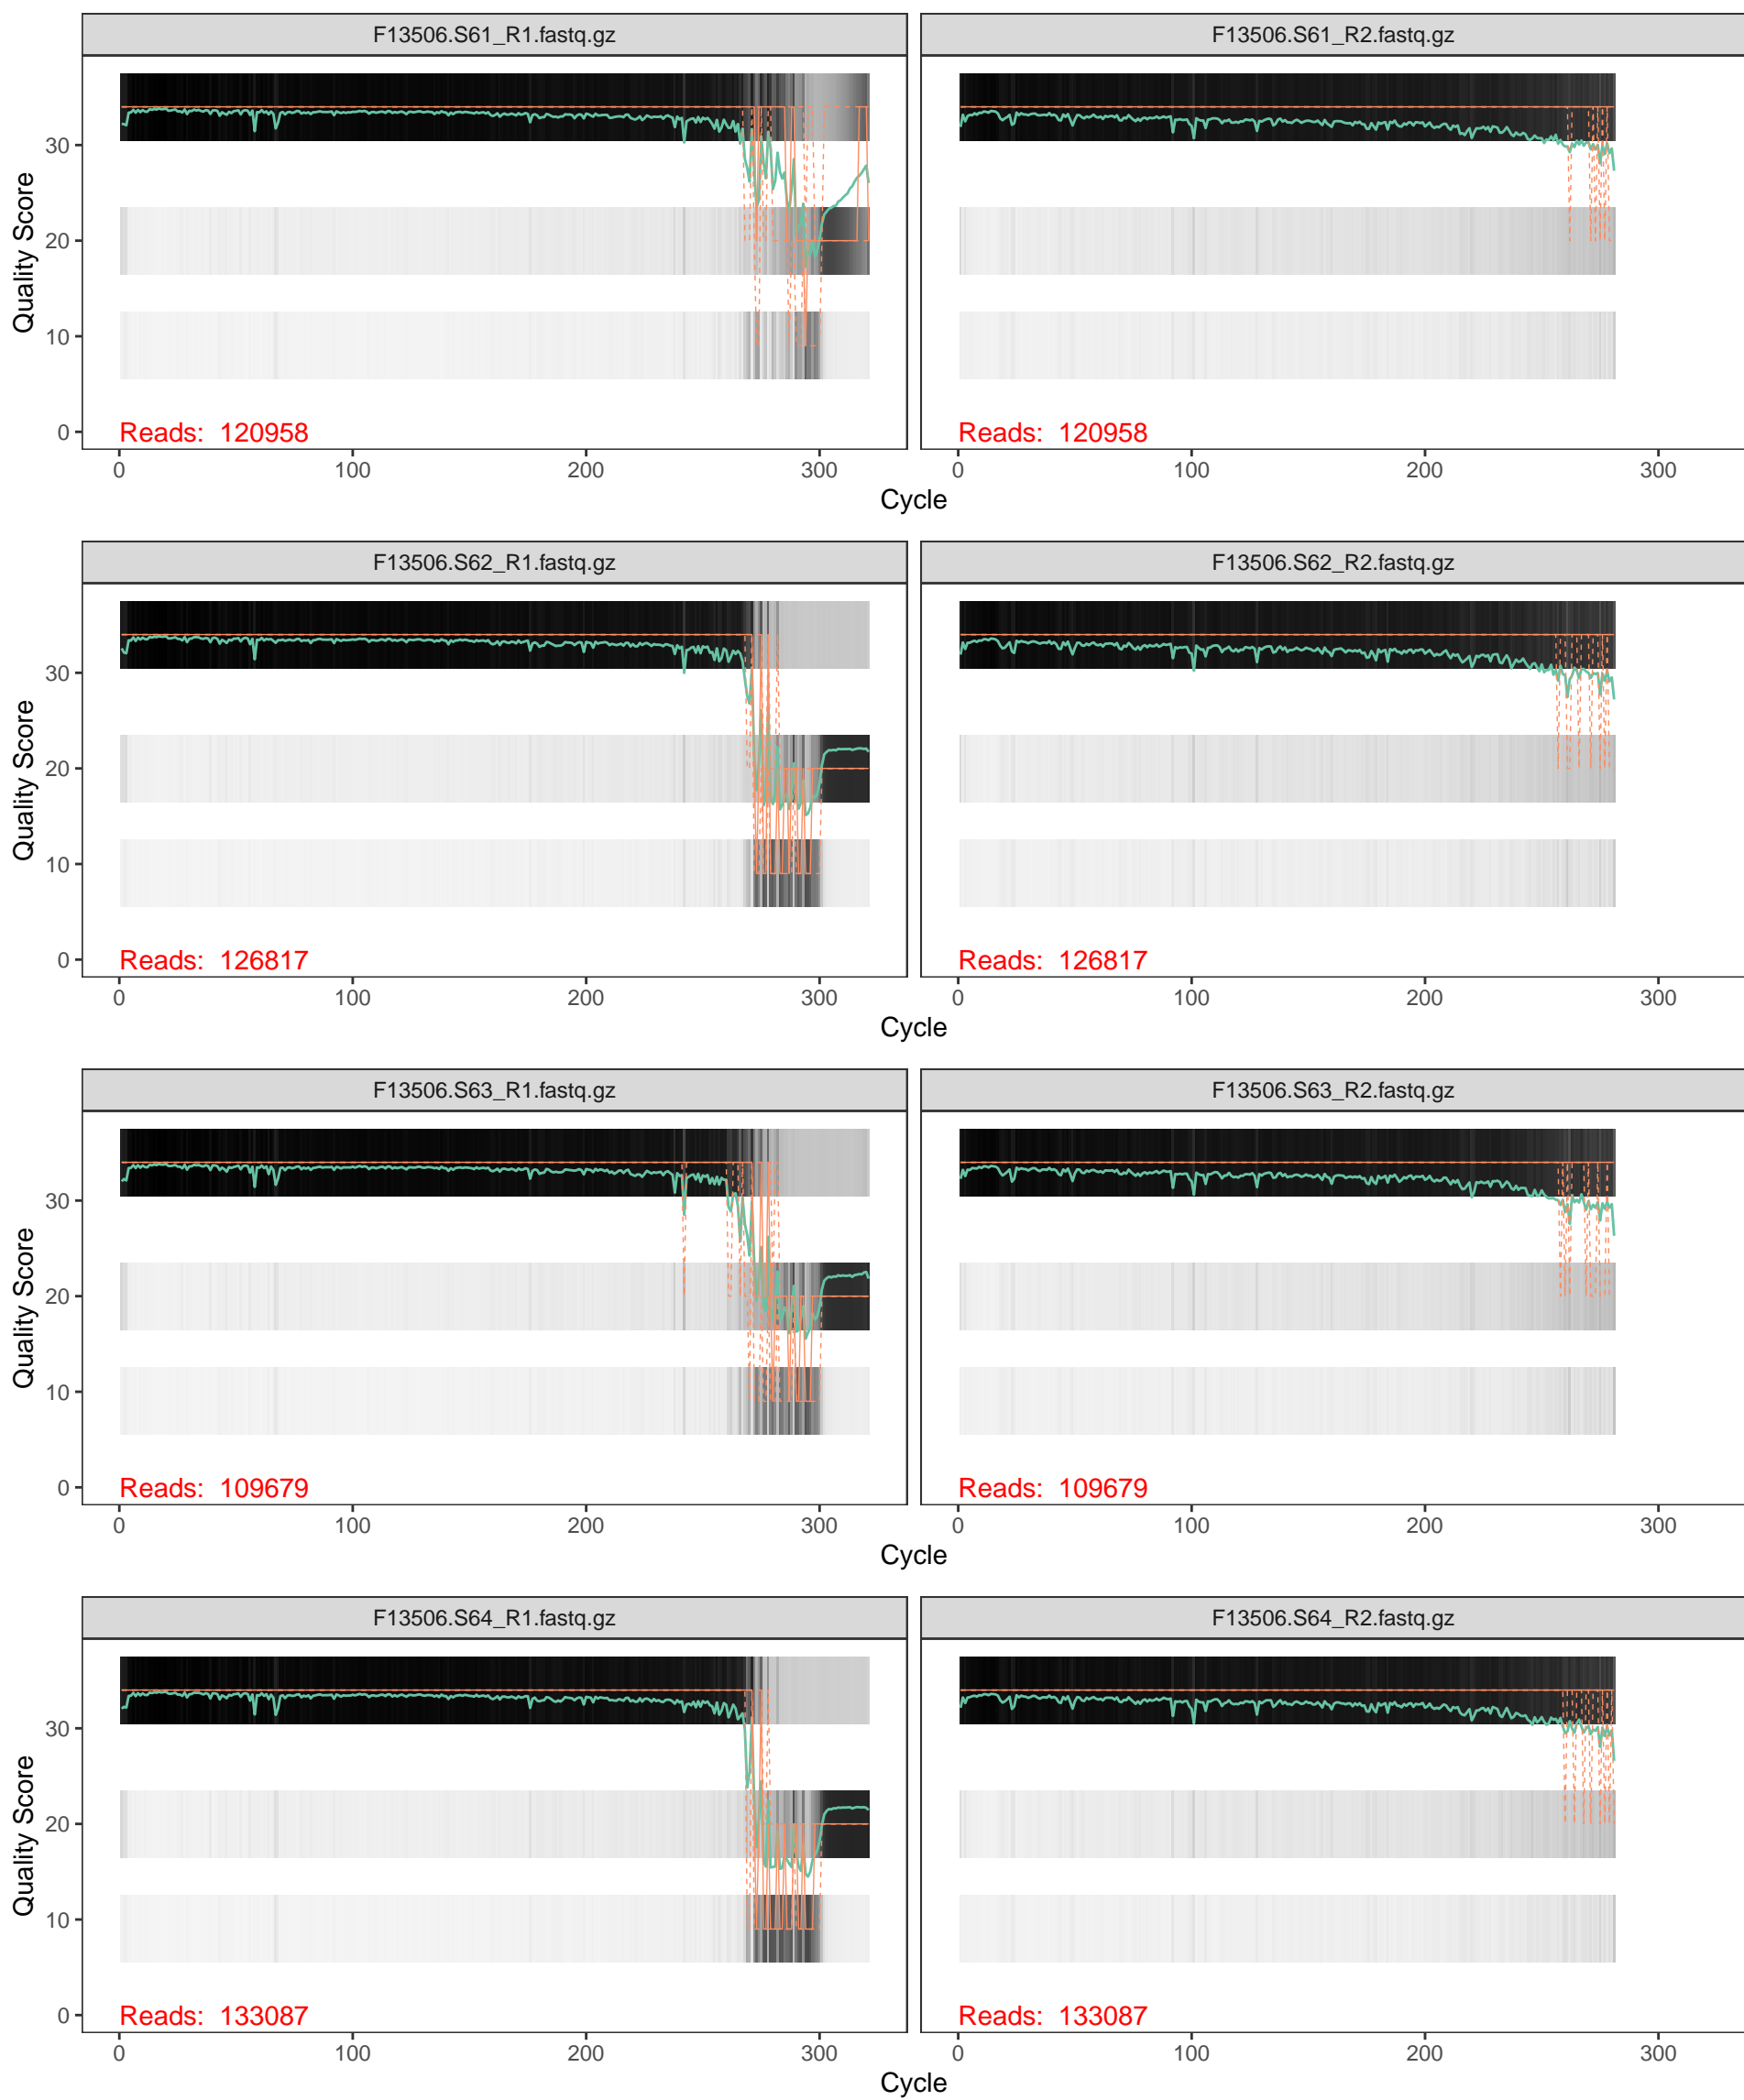 F13506.S61_R1.fastq.gz F13506.S61_R2.fastq.gz
Quality Score
30
20
10
0
Reads: 120958 Reads: 120958
0 100 200 300 0 100 200 300
Cycle
F13506.S62_R1.fastq.gz F13506.S62_R2.fastq.gz
Quality Score
30
20
10
0
Reads: 126817 Reads: 126817
0 100 200 300 0 100 200 300
Cycle
F13506.S63_R1.fastq.gz F13506.S63_R2.fastq.gz
Quality Score
30
20
10
0
Reads: 109679 Reads: 109679
0 100 200 300 0 100 200 300
Cycle
F13506.S64_R1.fastq.gz F13506.S64_R2.fastq.gz
Quality Score
30
20
10
0
Reads: 133087 Reads: 133087
0 100 200 300 0 100 200 300
Cycle